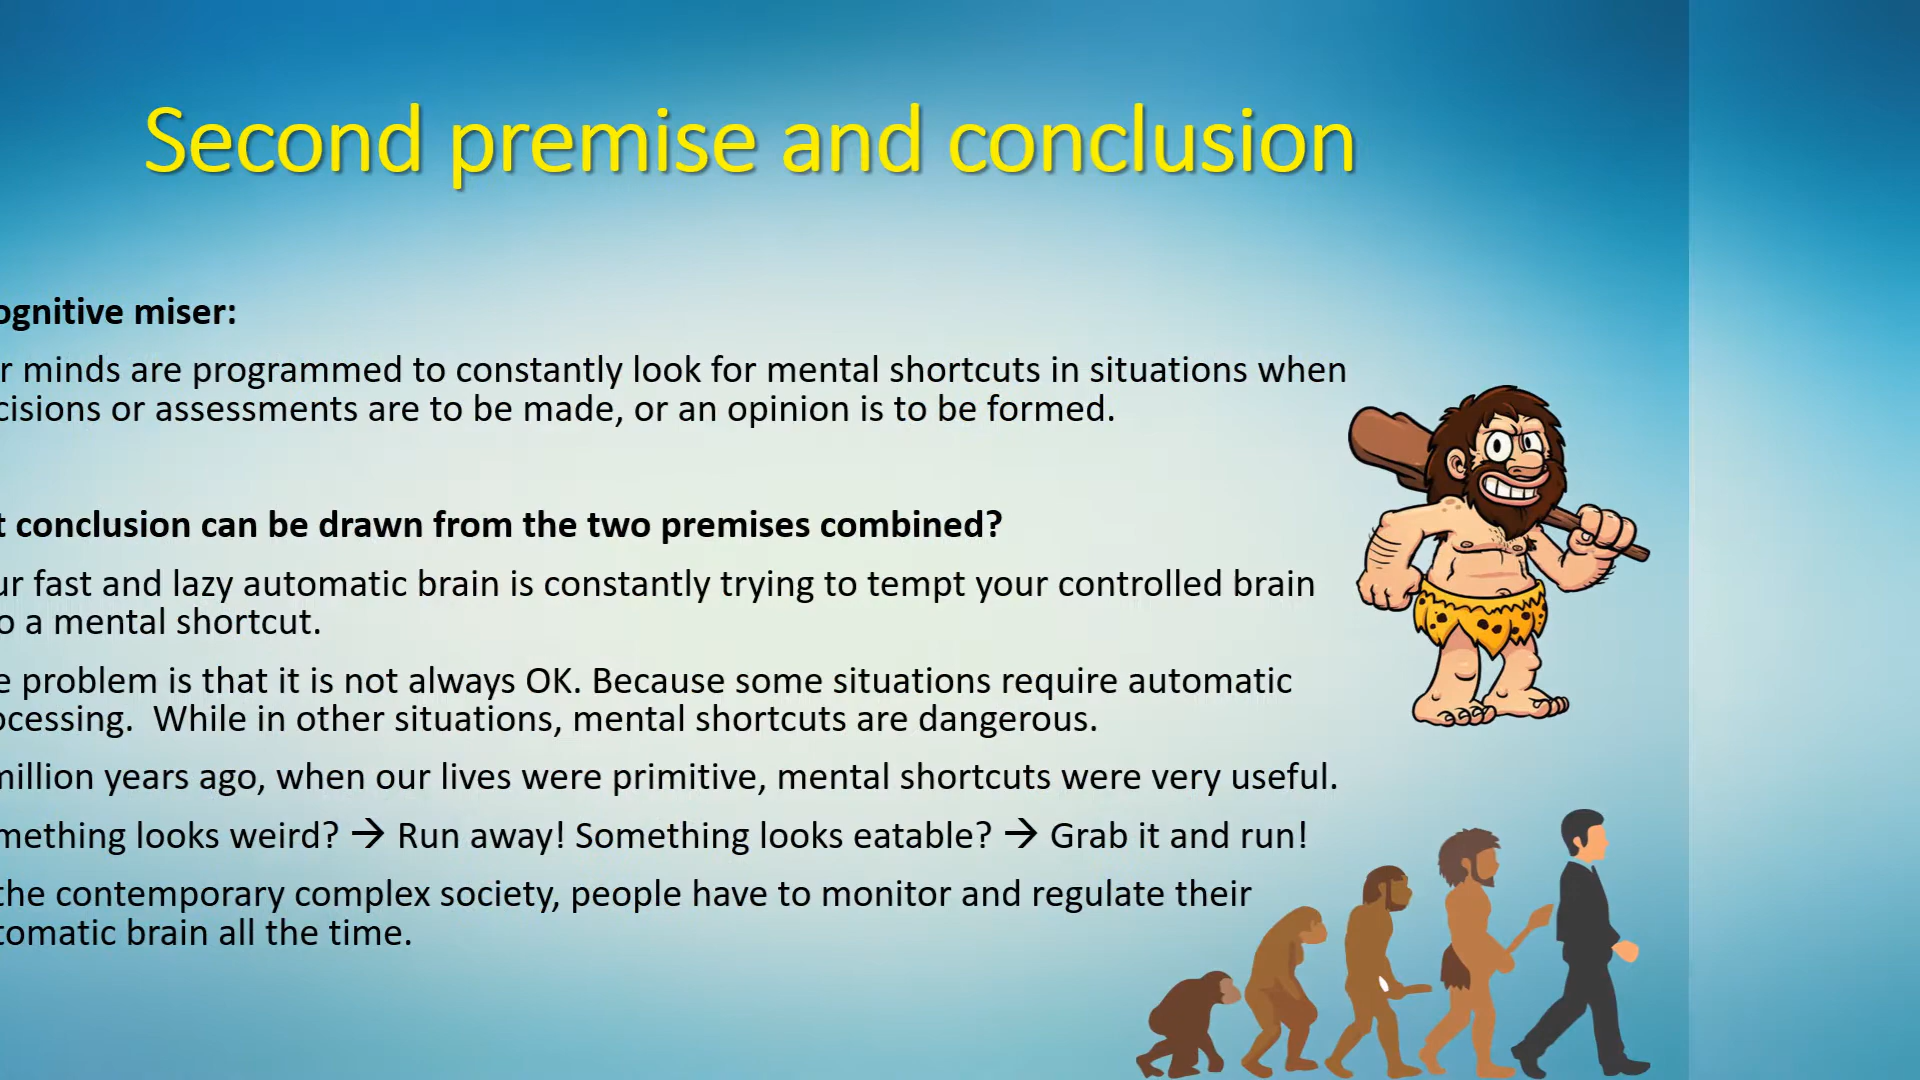 Second premise and conclusion
ognitive miser:
r minds are programmed to constantly look for mental shortcuts in situations when
cisions or assessments are to be made, or an opinion is to be formed.
t conclusion can be drawn from the two premises combined?
ur fast and lazy automatic brain is constantly trying to tempt your controlled brain
o a mental shortcut.
e problem is that it is not always OK. Because some situations require automatic
ocessing.  While in other situations, mental shortcuts are dangerous.
million years ago, when our lives were primitive, mental shortcuts were very useful.
mething looks weird? → Run away! Something looks eatable? → Grab it and run!
the contemporary complex society, people have to monitor and regulate their
tomatic brain all the time.